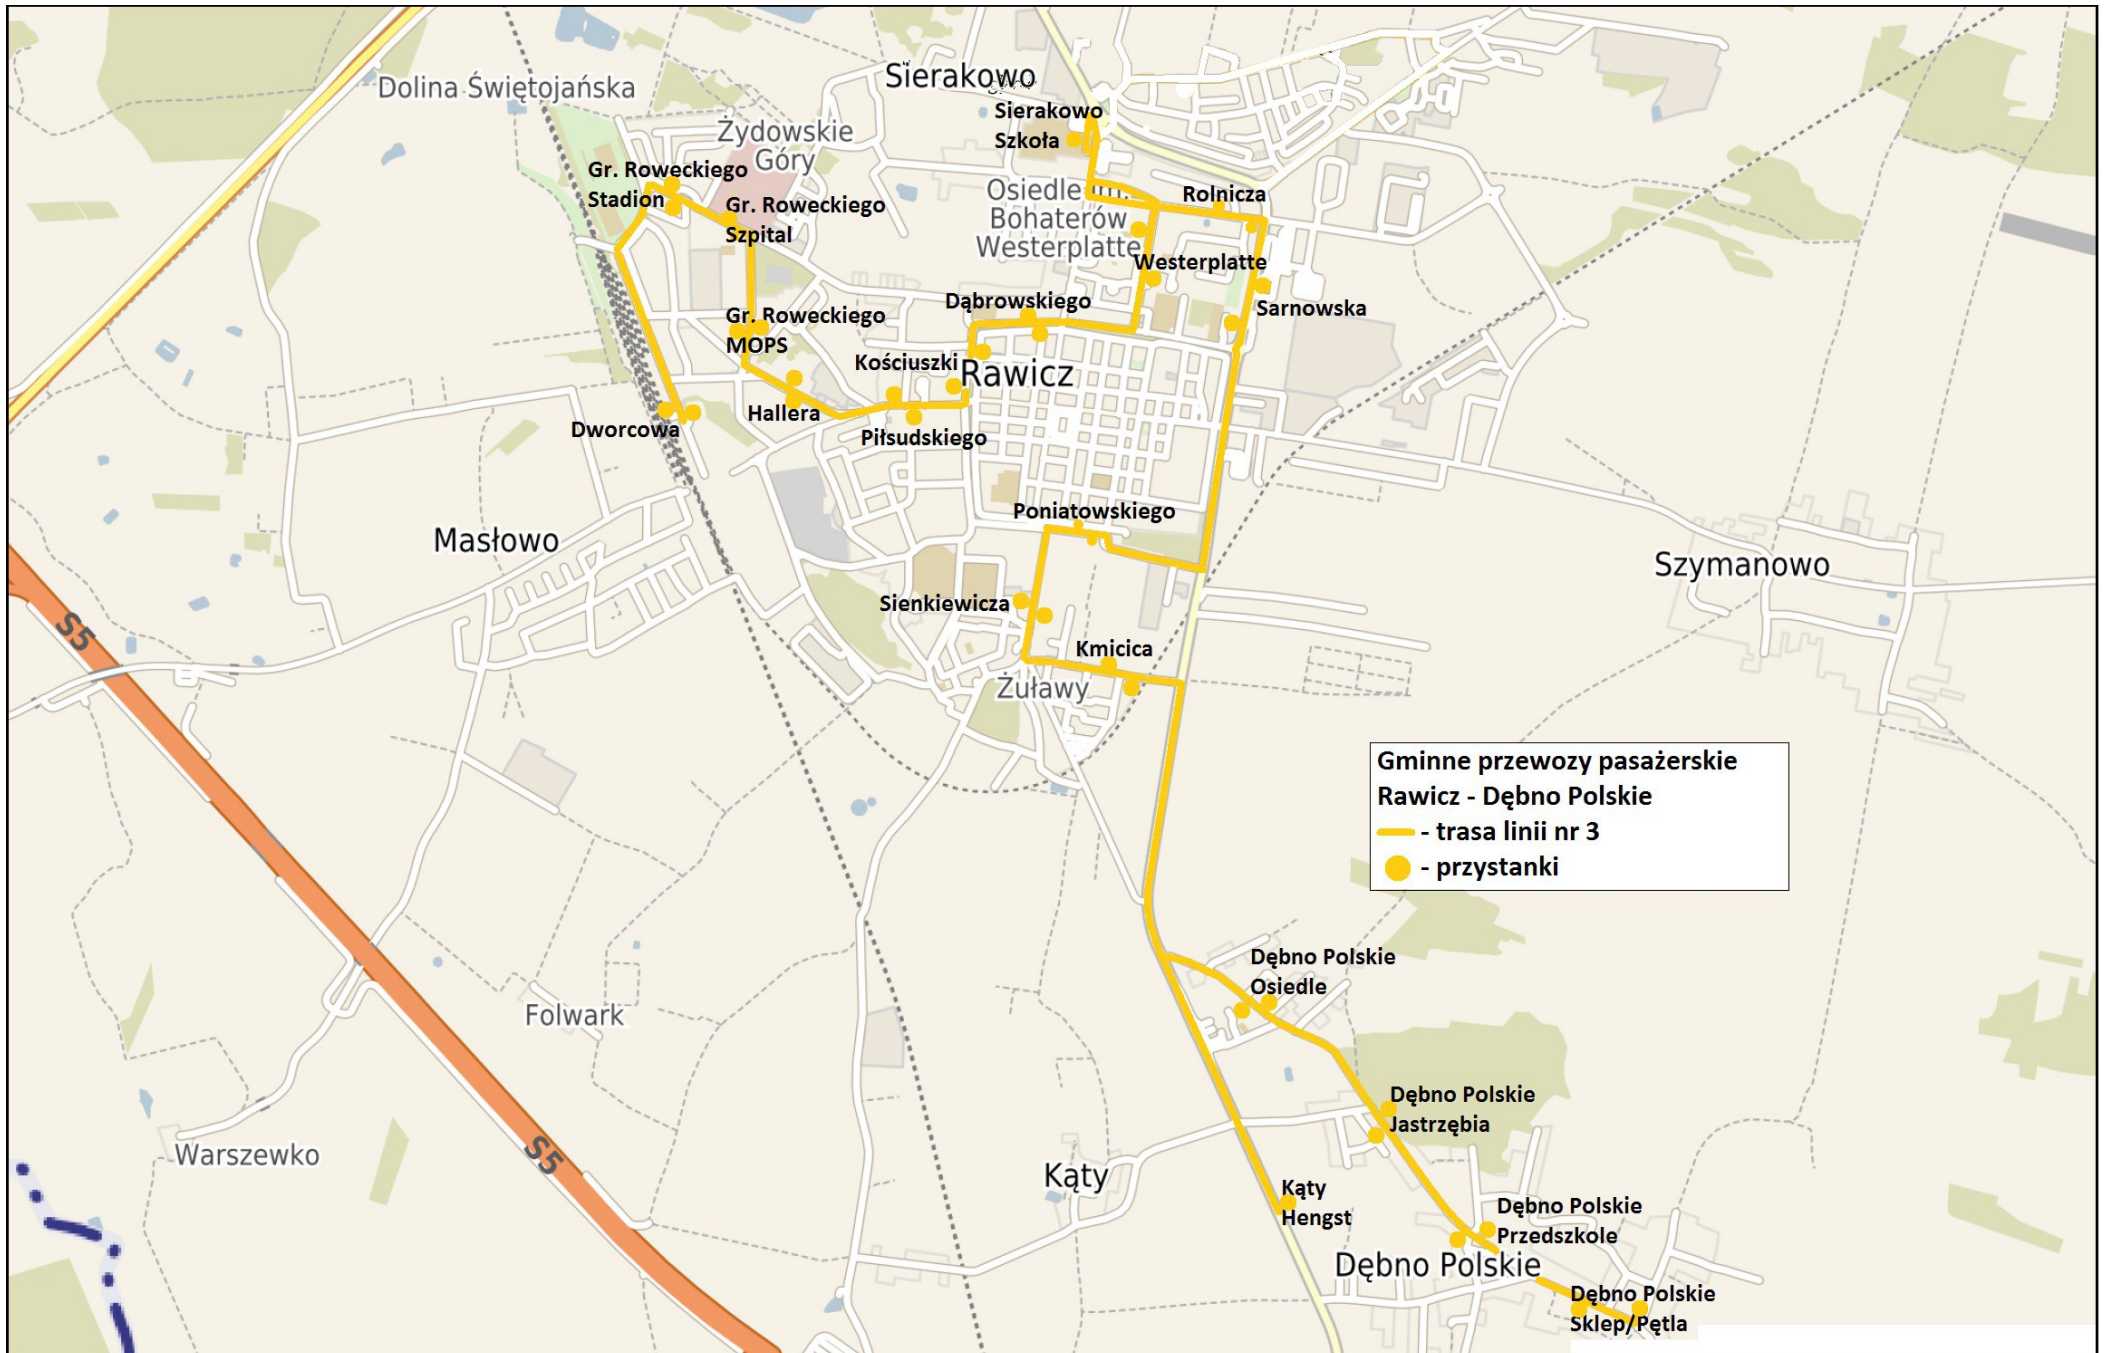 Sierakowo
Dolina Świętojańska
Sierakowo
Szkoła
Żydowskie
Góry
Gr. Roweckiego
Stadion
Gr. Roweckiego
Szpital
Osiedle im.
Bohaterów
Westerplatte
Rolnicza
Westerplatte
Dąbrowskiego
Sarnowska
Gr. Roweckiego
MOPS
Kościuszki
Rawicz
Hallera
Dworcowa
Piłsudskiego
Poniatowskiego
Masłowo
Szymanowo
Sienkiewicza
S5
Kmicica
Żuławy
Gminne przewozy pasażerskie
Rawicz - Dębno Polskie
- trasa linii nr 3
- przystanki
Dębno Polskie
Osiedle
Folwark
Dębno Polskie
Jastrzębia
Warszewko
S5
Kąty
Kąty
Hengst
Dębno Polskie
Przedszkole
Dębno Polskie
Dębno Polskie
Sklep/Pętla